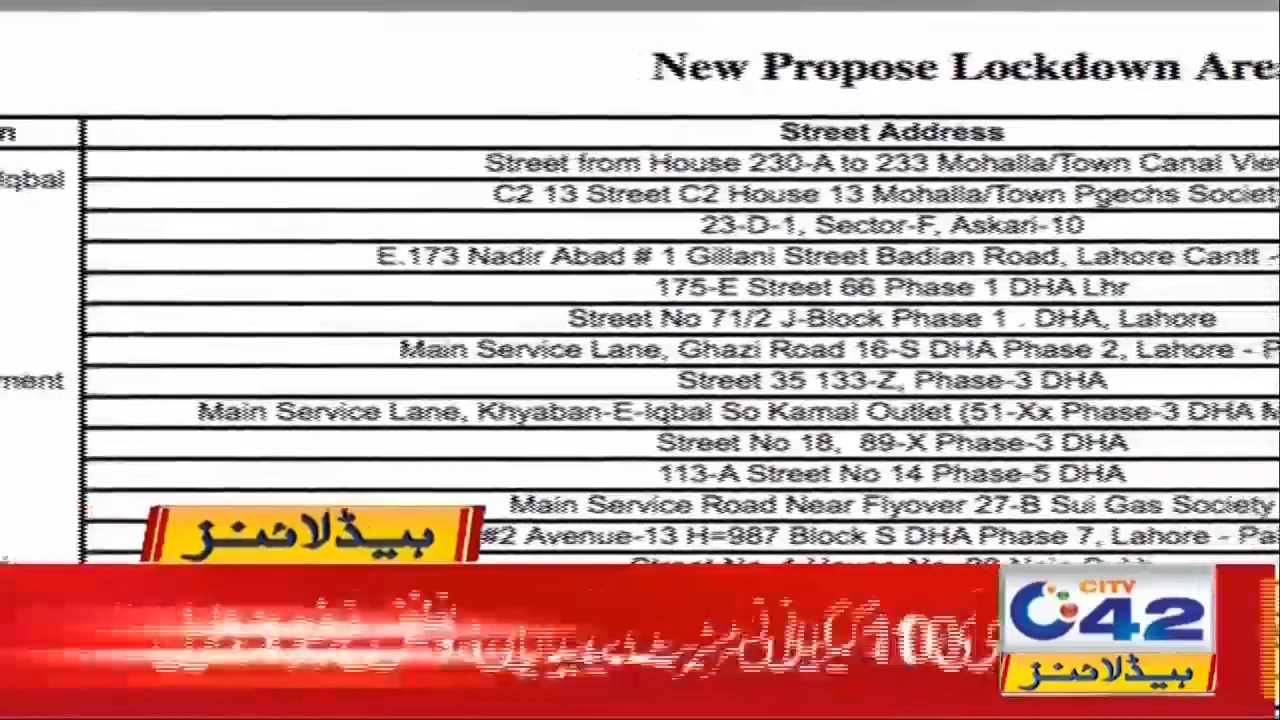 New Propose Lockdown Are
n
Street Address
Street from House 230-A to 233 Mohalla/Town Canal Vie
Iqbal
C2 13 Street C2 House 13 Mohalla/Town Pgechs Societ
23-D-1, Sector-F, Askari-10
E.173 Nadir Abad # 1 Gillani Street Badian Road, Lahore Cantt -
175-E Street 66 Phase 1 DHA Lhr
Street No 71/2 J-Block Phase 1 . DHA, Lahore
Main Service Lane, Ghazi Road 16-S DHA Phase 2, Lahore - P
ment
Street 35 133-Z, Phase-3 DHA
Main Service Lane, Khyaban-E-Iqbal So Kamal Outlet (51-Xx Phase-3 DHA M
Street No 18, 89-X Phase-3 DHA
113-A Street No 14 Phase-5 DHA
Main Service Road Near Flyover 27-B Sui Gas Society
#2 Avenue-13 H=987 Block S DHA Phase 7, Lahore - Pa
ہیڈلائنز
CITY
42
ہیڈلائنز